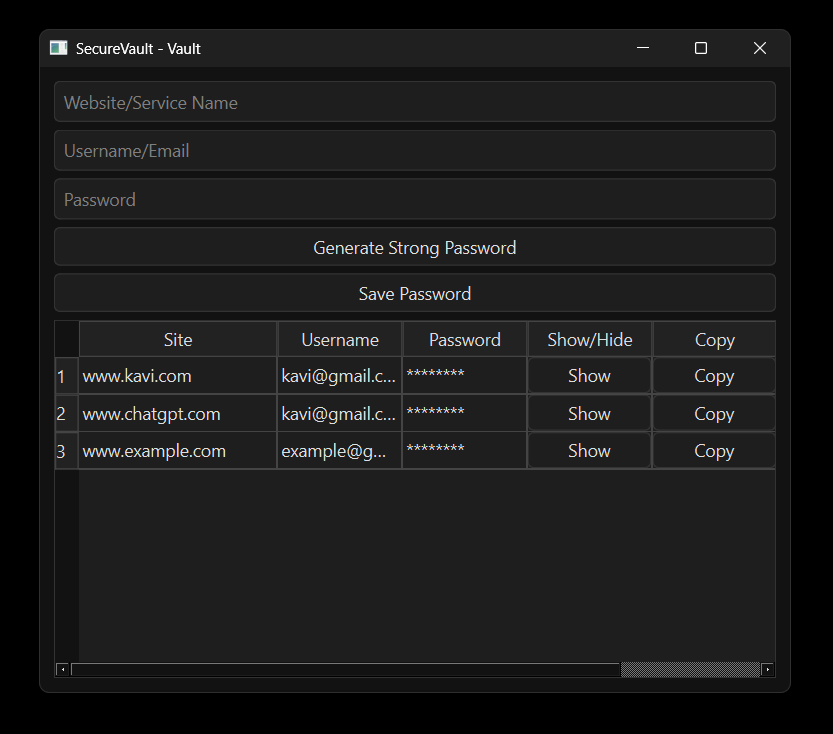 SecureVault - Vault
Website/Service Name
Username/Email
Password
Generate Strong Password
Save Password
Site Username Password Show/Hide Copy
1 www.kavi.com kavi@gmail.c... ******** Show Copy
2 www.chatgpt.com kavi@gmail.c... ******** Show Copy
3 www.example.com example@g... ******** Show Copy